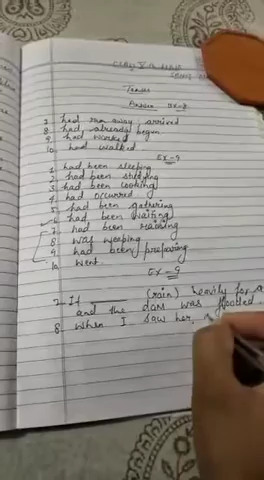 Class V
Tenses
Answer Ex-8
7 had run away, arrived
8 had already begun
9 had worked
10 had walked
Ex-9
1 had been sleeping
2 had been studying
3 had been cooking
4 had occurred
5 had been gathering
6 had been waiting
7 had been
8 was weeping
9 had been preparing
10 went
Ex-9
7 It (rain) heavily for
and the dam was flooded.
8 when I saw her,